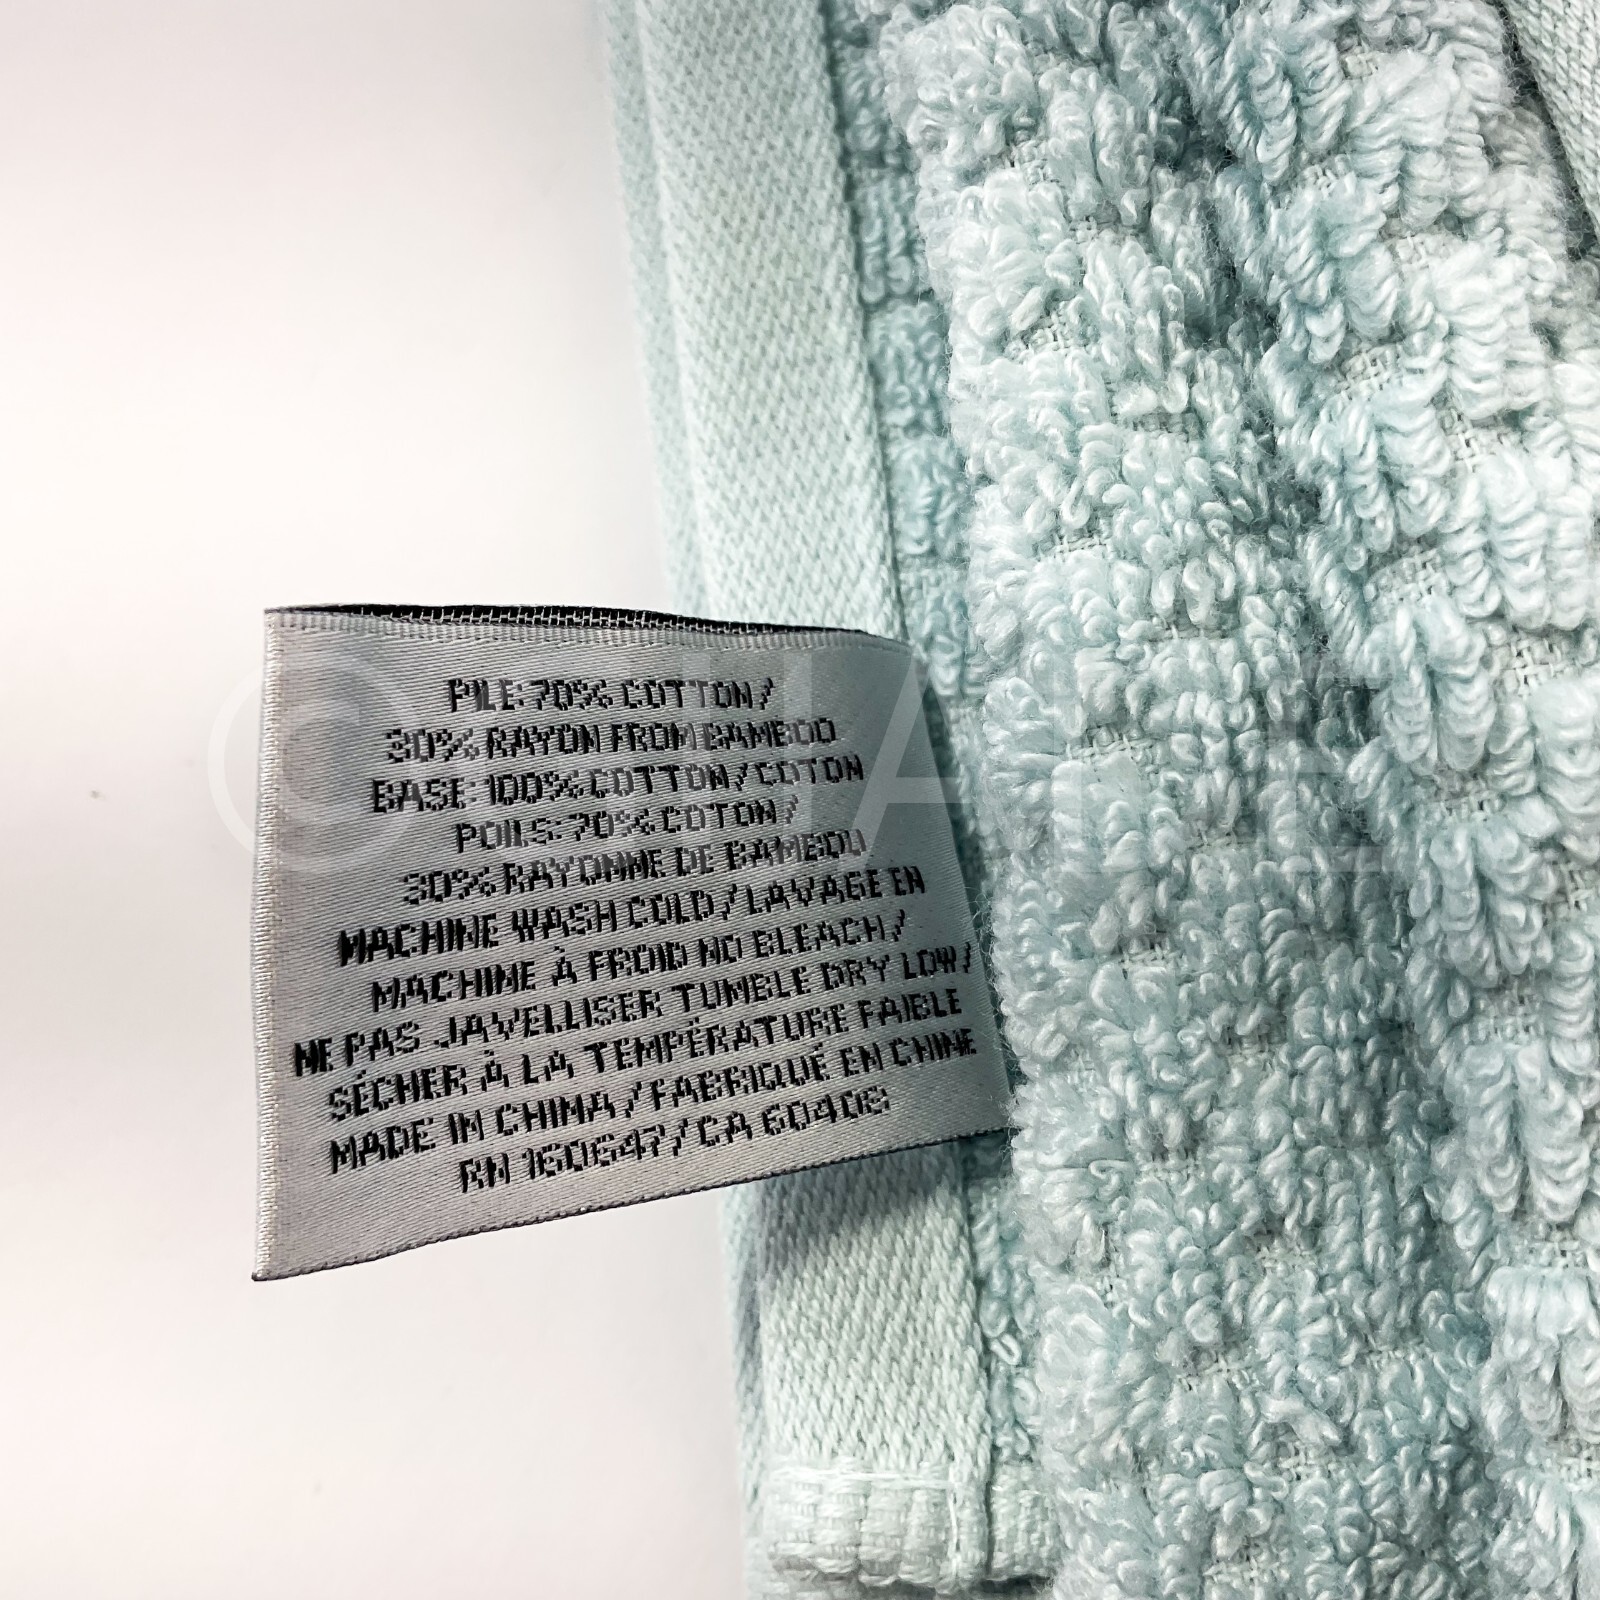 PILE: 70% COTTON /
30% RAYON FROM BAMBOO
BASE: 100% COTTON / COTON
POILS: 70% COTON /
30% RAYONNE DE BAMBOU
MACHINE WASH COLD / LAVAGE EN
MACHINE À FROID NO BLEACH /
NE PAS JAVELLISER TUMBLE DRY LOW /
SÉCHER À LA TEMPÉRATURE FAIBLE
MADE IN CHINA / FABRIQUÉ EN CHINE
RN 160647 / CA 60408